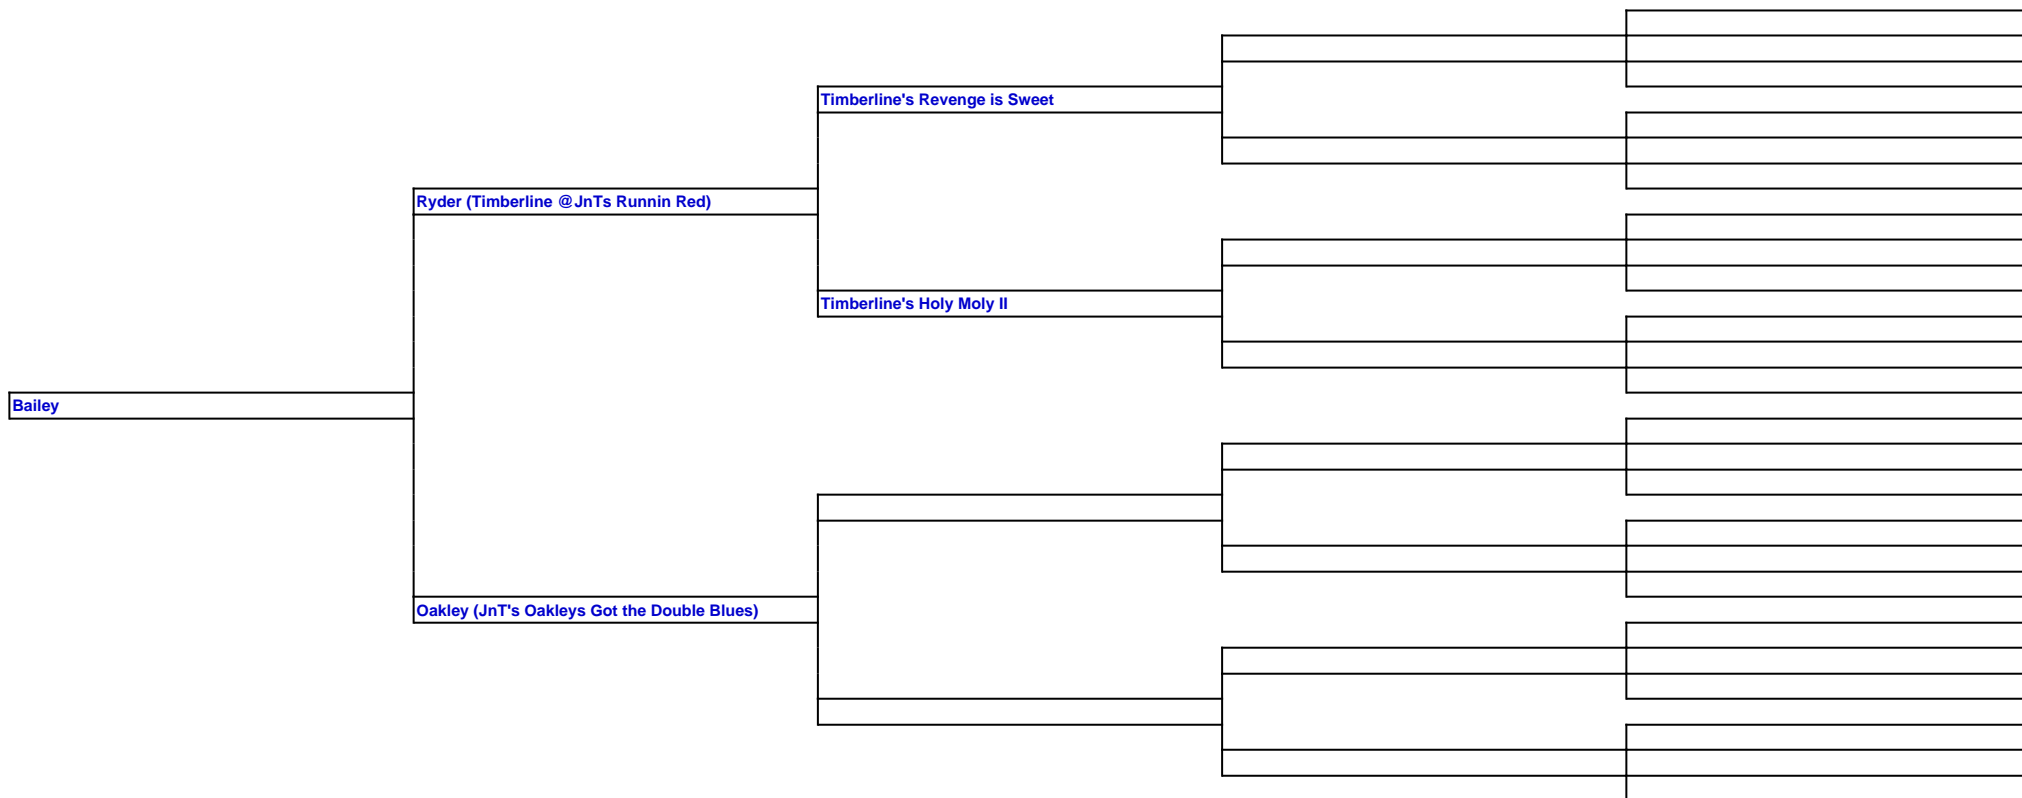 Timberline's Revenge is Sweet
Ryder (Timberline @JnTs Runnin Red)
Timberline's Holy Moly II
Bailey
Oakley (JnT's Oakleys Got the Double Blues)